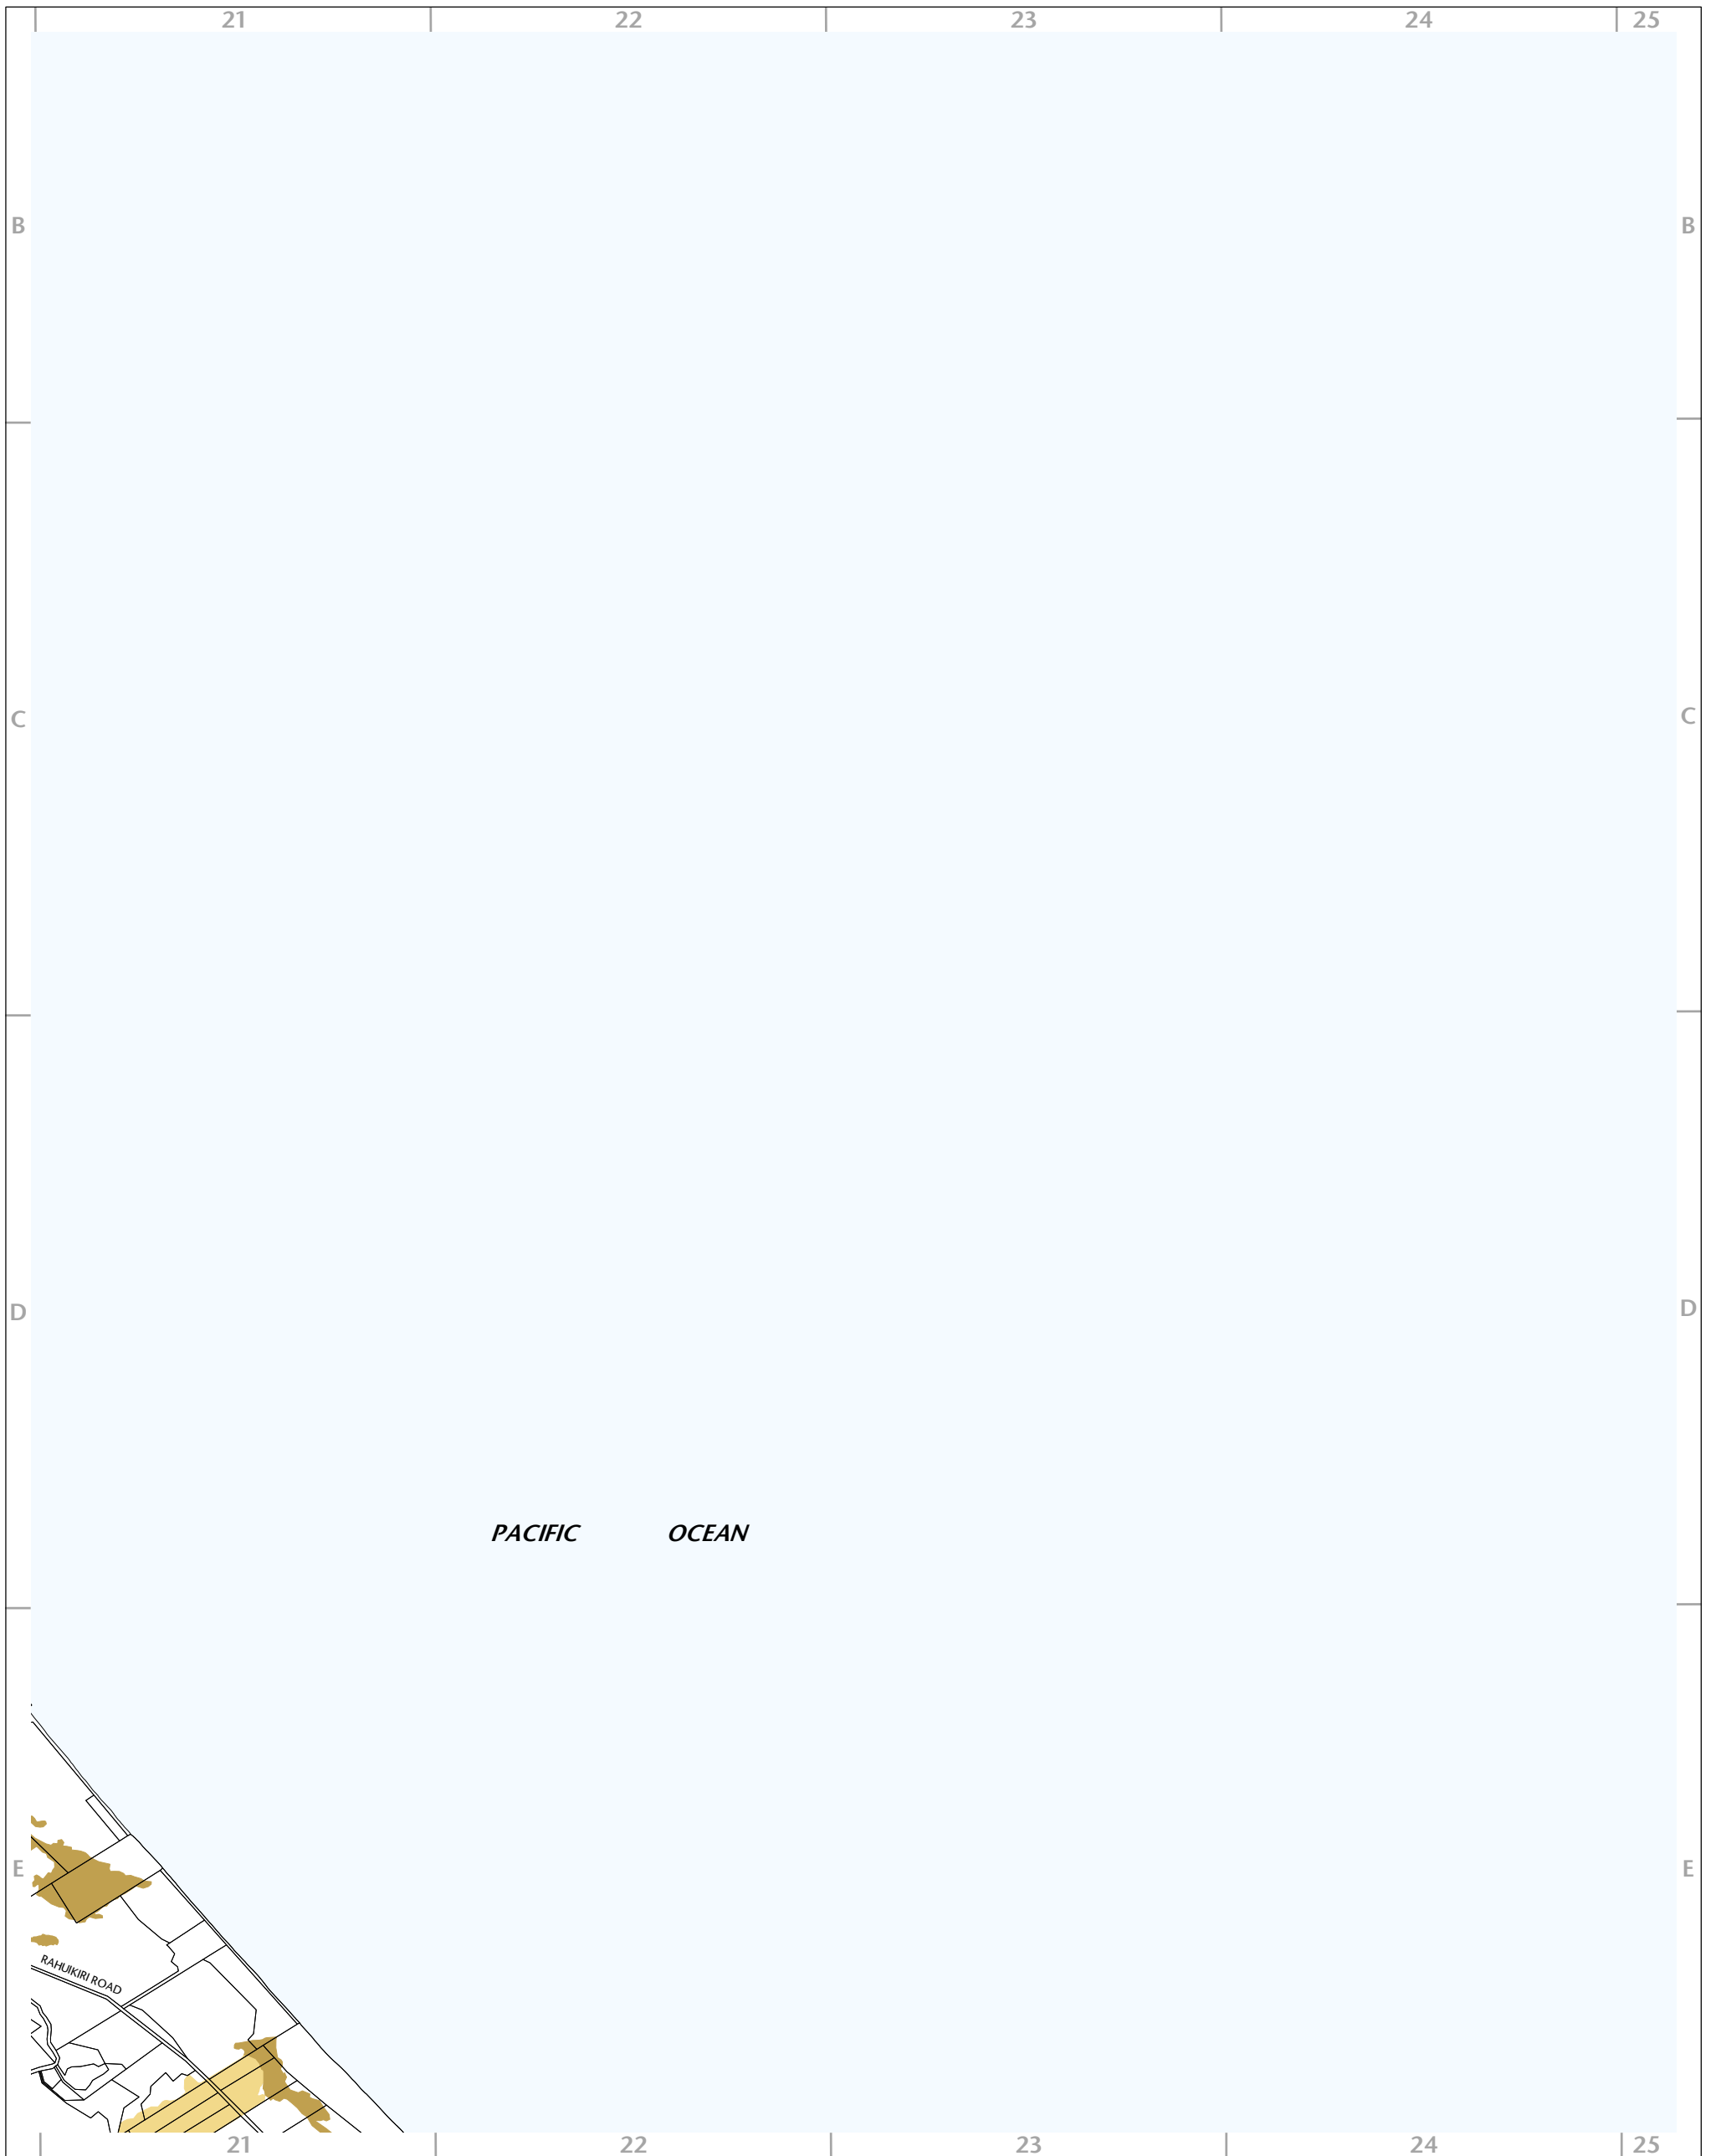 21 22 23 24 25
B B
C C
D D
PACIFIC OCEAN
E E
RAHUIKIRI ROAD
21 22 23 24 25